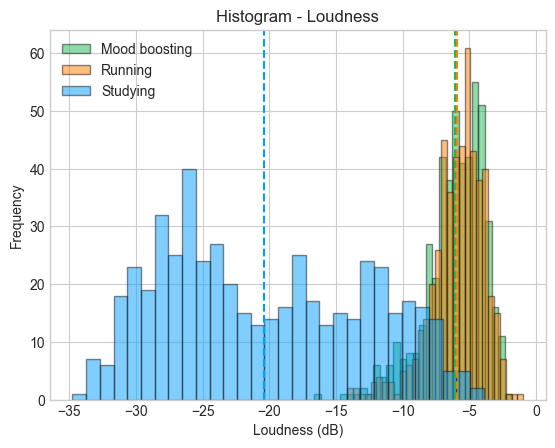 Histogram - Loudness
Mood boosting
Running
Studying
Frequency
60
50
40
30
20
10
0
−35 −30 −25 −20 −15 −10 −5 0
Loudness (dB)